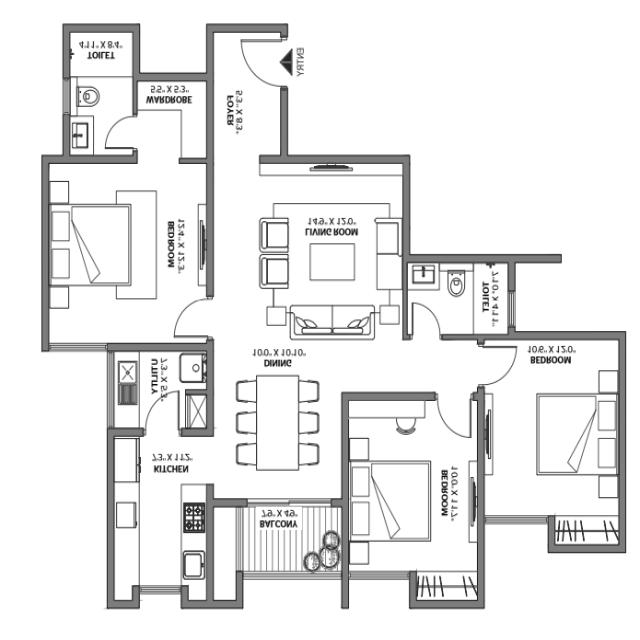 TOILET
4'11" X 8'4"
ENTRY
WARDROBE
5'5" X 5'3"
FOYER
5'.3" X 8'.3"
BEDROOM
12'.4" X 12'.3"
LIVING ROOM
14'9" X 12'0"
TOILET
7'.0" X 4'11"
DINING
10'0" X 10'10"
BEDROOM
10'6" X 12'0"
UTILITY
7'.3" X 5'.3"
KITCHEN
7'3" X 11'2"
BEDROOM
10'.0" X 11'.7"
BALCONY
7'9" X 4'9"